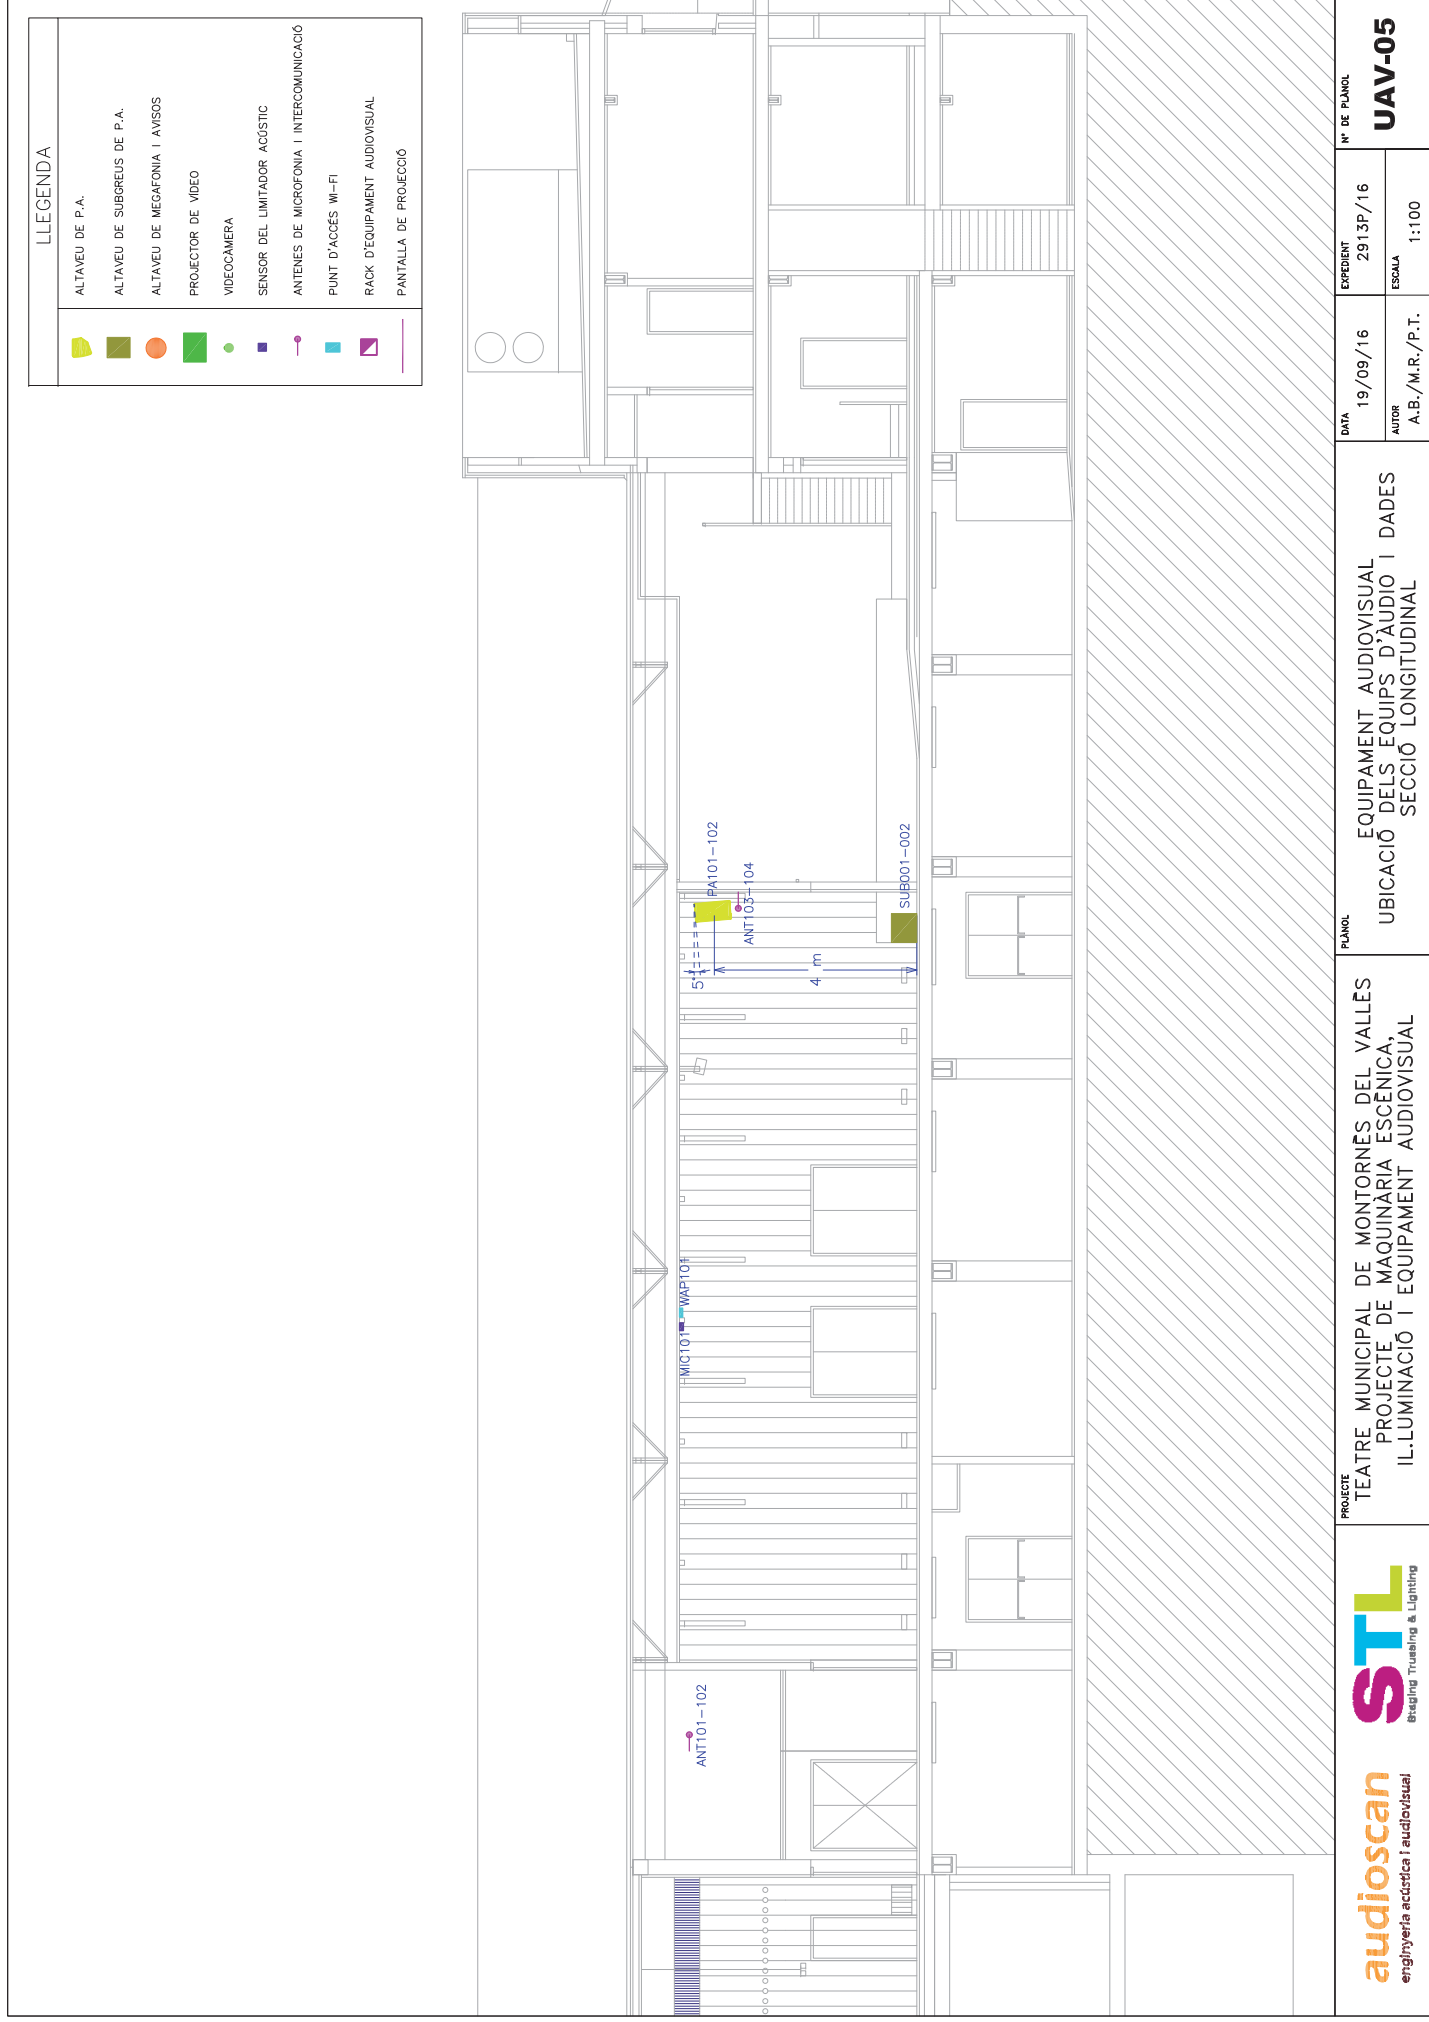 LLEGENDA
ALTAVEU DE P.A.
ALTAVEU DE SUBGREUS DE P.A.
ALTAVEU DE MEGAFONIA I AVISOS
PROJECTOR DE VÍDEO
VIDEOCÀMERA
SENSOR DEL LIMITADOR ACÚSTIC
ANTENES DE MICROFONIA I INTERCOMUNICACIÓ
PUNT D'ACCÉS WI-FI
RACK D'EQUIPAMENT AUDIOVISUAL
PANTALLA DE PROJECCIÓ
ANT101-102
MIC101
WAP101
5°
PA101-102
ANT103-104
4 m
SUB001-002
audioscan
enginyeria acústica i audiovisual
STL
Staging Trussing & Lighting
PROJECTE
TEATRE MUNICIPAL DE MONTORNÈS DEL VALLÈS
PROJECTE DE MAQUINÀRIA ESCÈNICA,
IL.LUMINACIÓ I EQUIPAMENT AUDIOVISUAL
PLÀNOL
EQUIPAMENT AUDIOVISUAL
UBICACIÓ DELS EQUIPS D'ÀUDIO I DADES
SECCIÓ LONGITUDINAL
DATA
19/09/16
AUTOR
A.B./M.R./P.T.
EXPEDIENT
2913P/16
ESCALA
1:100
Nº DE PLÀNOL
UAV-05